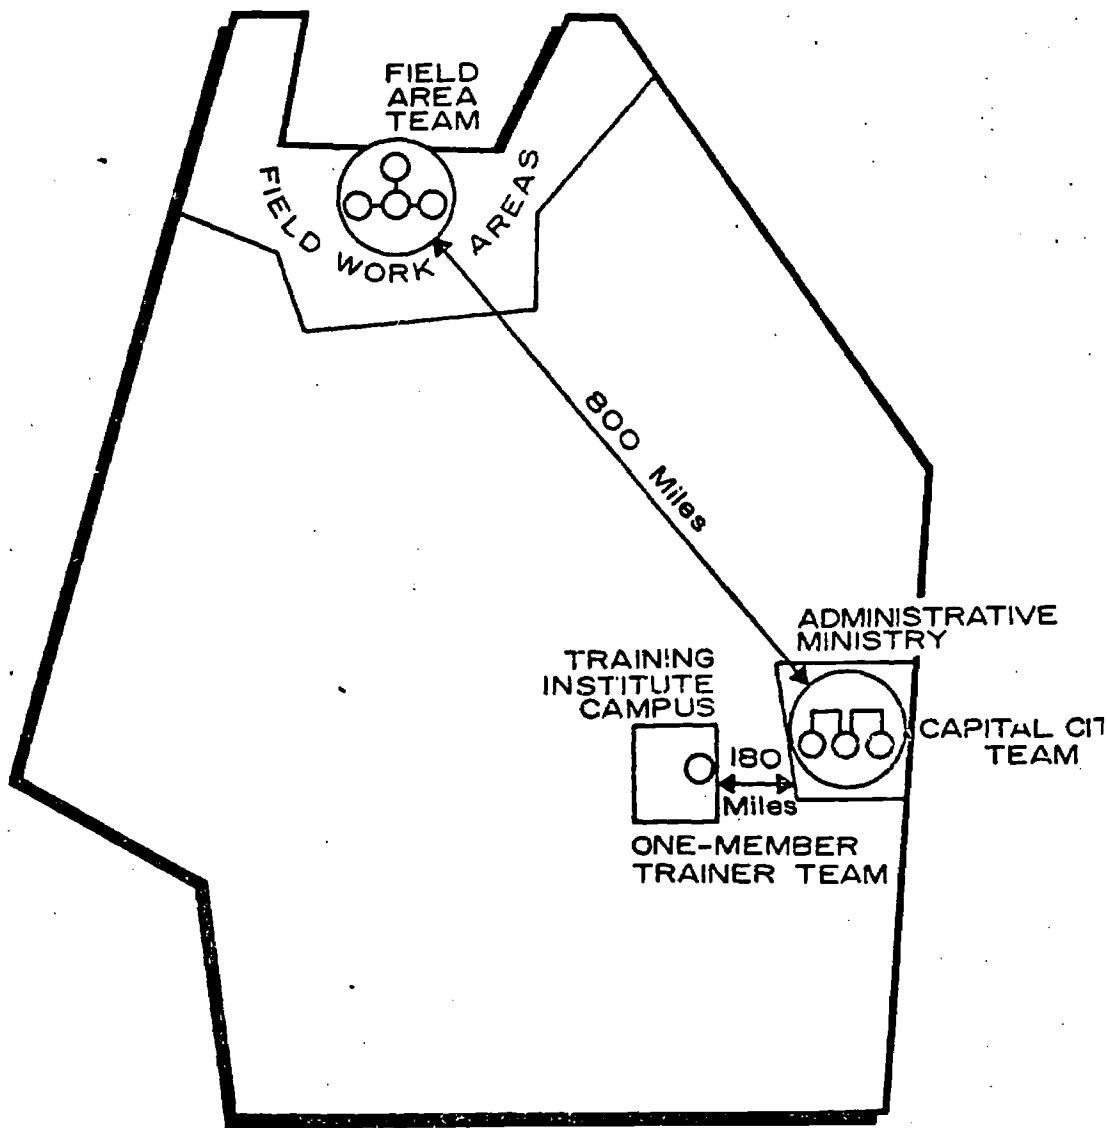 FIELD
AREA
TEAM
FIELD WORK AREAS
800 Miles
ADMINISTRATIVE
MINISTRY
TRAINING
INSTITUTE
CAMPUS
CAPITAL CIT
TEAM
180
Miles
ONE-MEMBER
TRAINER TEAM